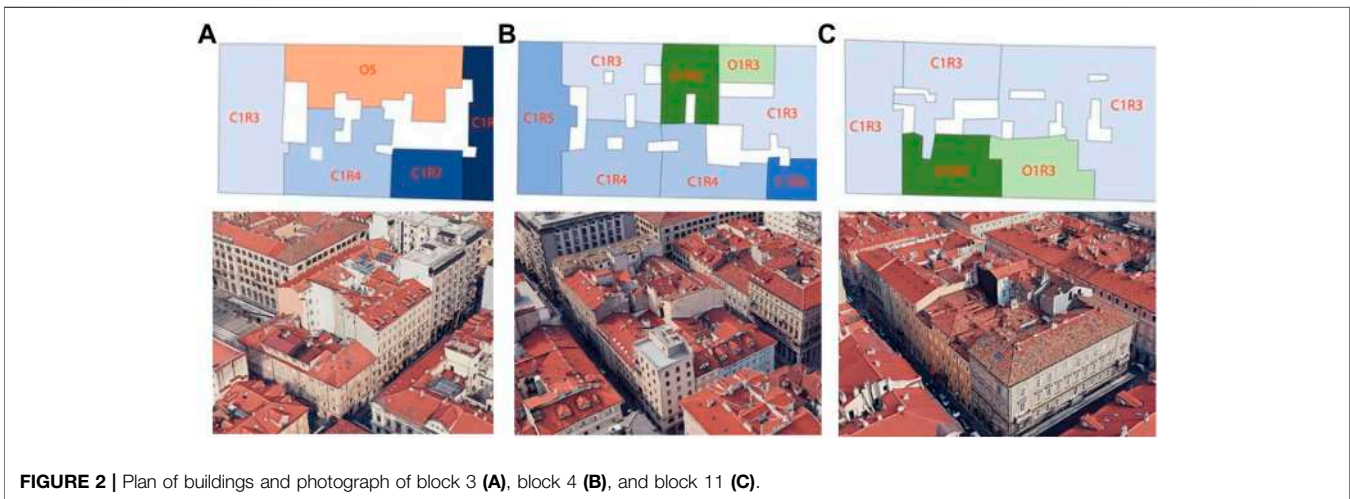 A
B
C
O5
C1R3
C1R4
C1R3
O1R3
C1R5
C1R3
C1R4
C1R4
C1R3
C1R3
C1R3
O1R3
FIGURE 2 | Plan of buildings and photograph of block 3 (A), block 4 (B), and block 11 (C).